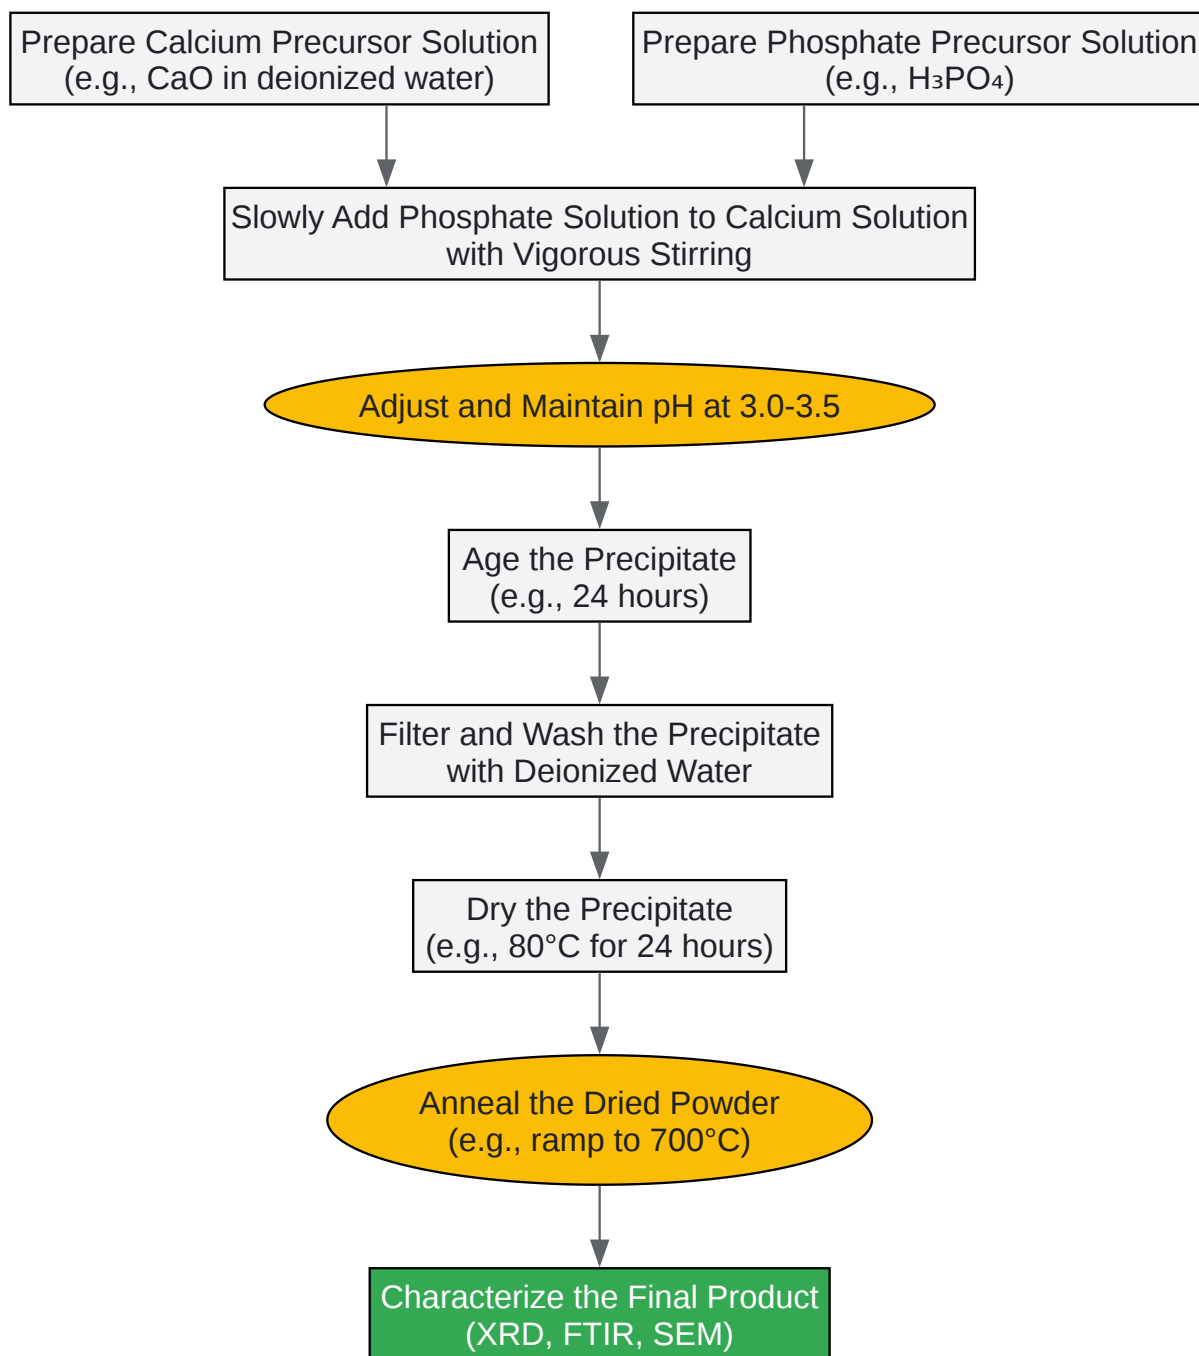 Prepare Calcium Precursor Solution
(e.g., CaO in deionized water)
Prepare Phosphate Precursor Solution
(e.g., H₃PO₄)
Slowly Add Phosphate Solution to Calcium Solution
with Vigorous Stirring
Adjust and Maintain pH at 3.0-3.5
Age the Precipitate
(e.g., 24 hours)
Filter and Wash the Precipitate
with Deionized Water
Dry the Precipitate
(e.g., 80°C for 24 hours)
Anneal the Dried Powder
(e.g., ramp to 700°C)
Characterize the Final Product
(XRD, FTIR, SEM)